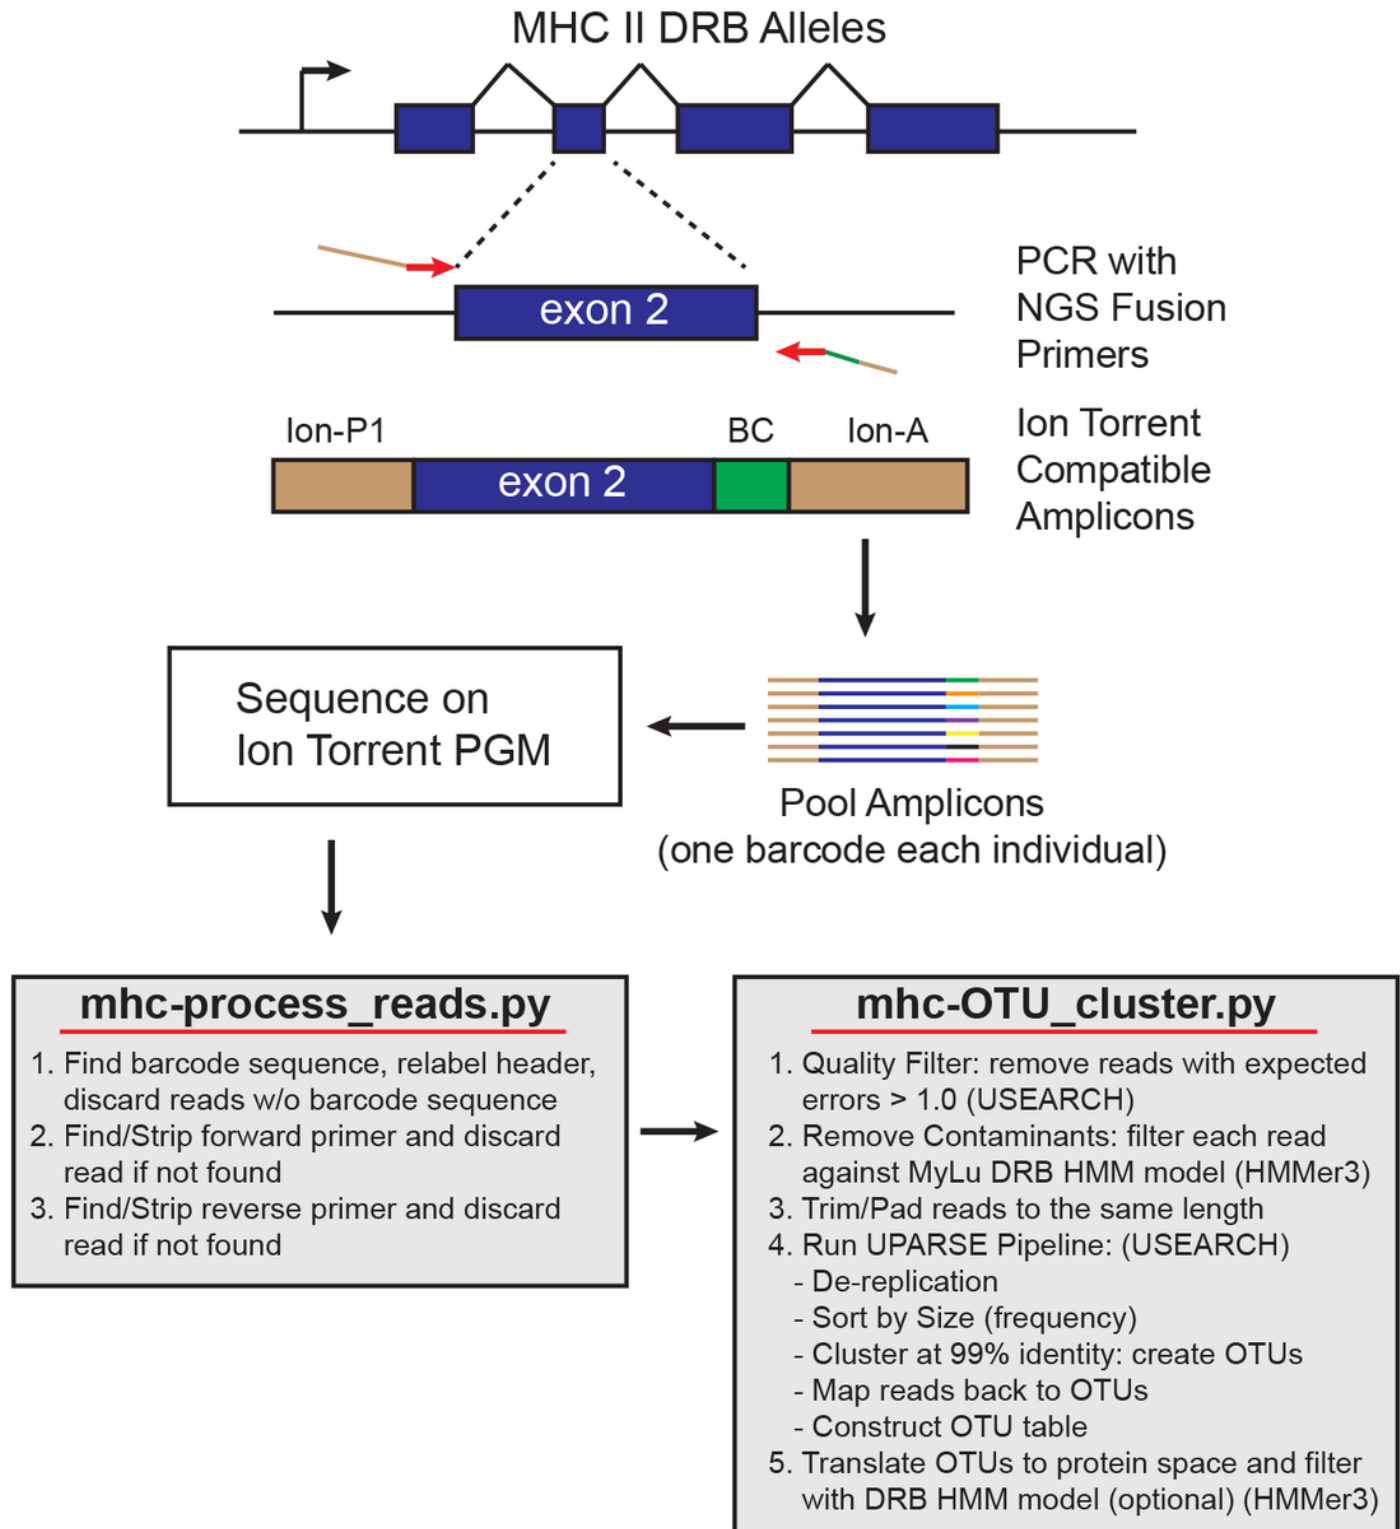 MHC II DRB Alleles
PCR with
NGS Fusion
Primers
exon 2
Ion-P1
BC
Ion-A
exon 2
Ion Torrent
Compatible
Amplicons
Sequence on
Ion Torrent PGM
Pool Amplicons
(one barcode each individual)
mhc-process_reads.py
1. Find barcode sequence, relabel header,
discard reads w/o barcode sequence
2. Find/Strip forward primer and discard
read if not found
3. Find/Strip reverse primer and discard
read if not found
mhc-OTU_cluster.py
1. Quality Filter: remove reads with expected
errors > 1.0 (USEARCH)
2. Remove Contaminants: filter each read
against MyLu DRB HMM model (HMMer3)
3. Trim/Pad reads to the same length
4. Run UPARSE Pipeline: (USEARCH)
- De-replication
- Sort by Size (frequency)
- Cluster at 99% identity: create OTUs
- Map reads back to OTUs
- Construct OTU table
5. Translate OTUs to protein space and filter
with DRB HMM model (optional) (HMMer3)